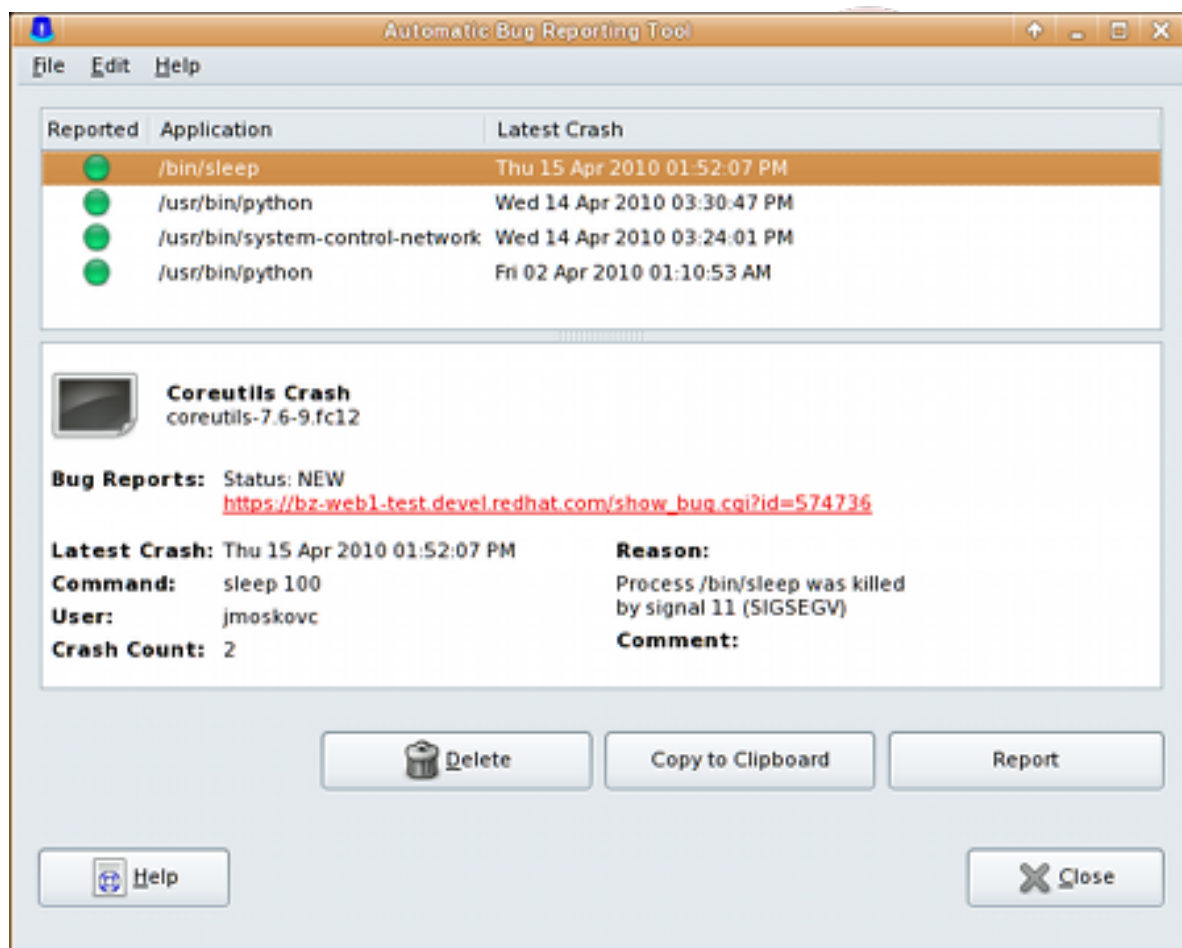 Automatic Bug Reporting Tool
File Edit Help
Reported Application Latest Crash
/bin/sleep Thu 15 Apr 2010 01:52:07 PM
/usr/bin/python Wed 14 Apr 2010 03:30:47 PM
/usr/bin/system-control-network Wed 14 Apr 2010 03:24:01 PM
/usr/bin/python Fri 02 Apr 2010 01:10:53 AM
Coreutils Crash
coreutils-7.6-9.fc12
Bug Reports: Status: NEW
https://bz-web1-test.devel.redhat.com/show_bug.cgi?id=574736
Latest Crash: Thu 15 Apr 2010 01:52:07 PM
Command: sleep 100
User: jmoskovc
Crash Count: 2
Reason:
Process /bin/sleep was killed
by signal 11 (SIGSEGV)
Comment:
Delete Copy to Clipboard Report
Help Close